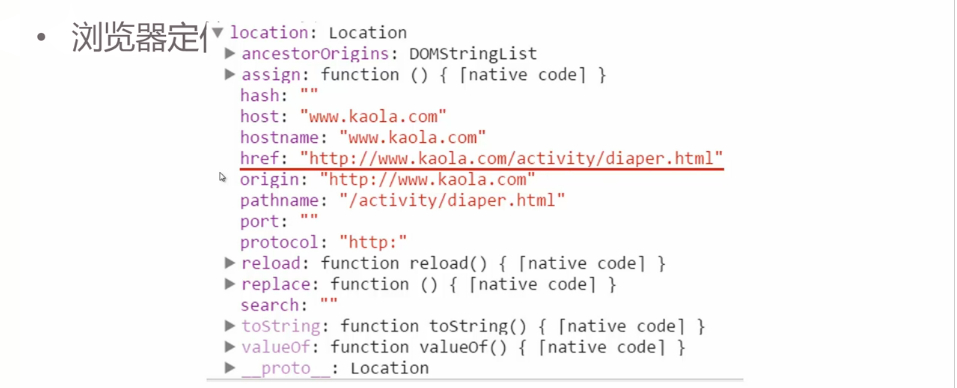 • 浏览器定
▼ location: Location
▶ ancestorOrigins: DOMStringList
▶ assign: function () { [native code] }
hash: ""
host: "www.kaola.com"
hostname: "www.kaola.com"
href: "http://www.kaola.com/activity/diaper.html"
origin: "http://www.kaola.com"
pathname: "/activity/diaper.html"
port: ""
protocol: "http:"
▶ reload: function reload() { [native code] }
▶ replace: function () { [native code] }
search: ""
▶ toString: function toString() { [native code] }
▶ valueOf: function valueOf() { [native code] }
▶ __proto__: Location